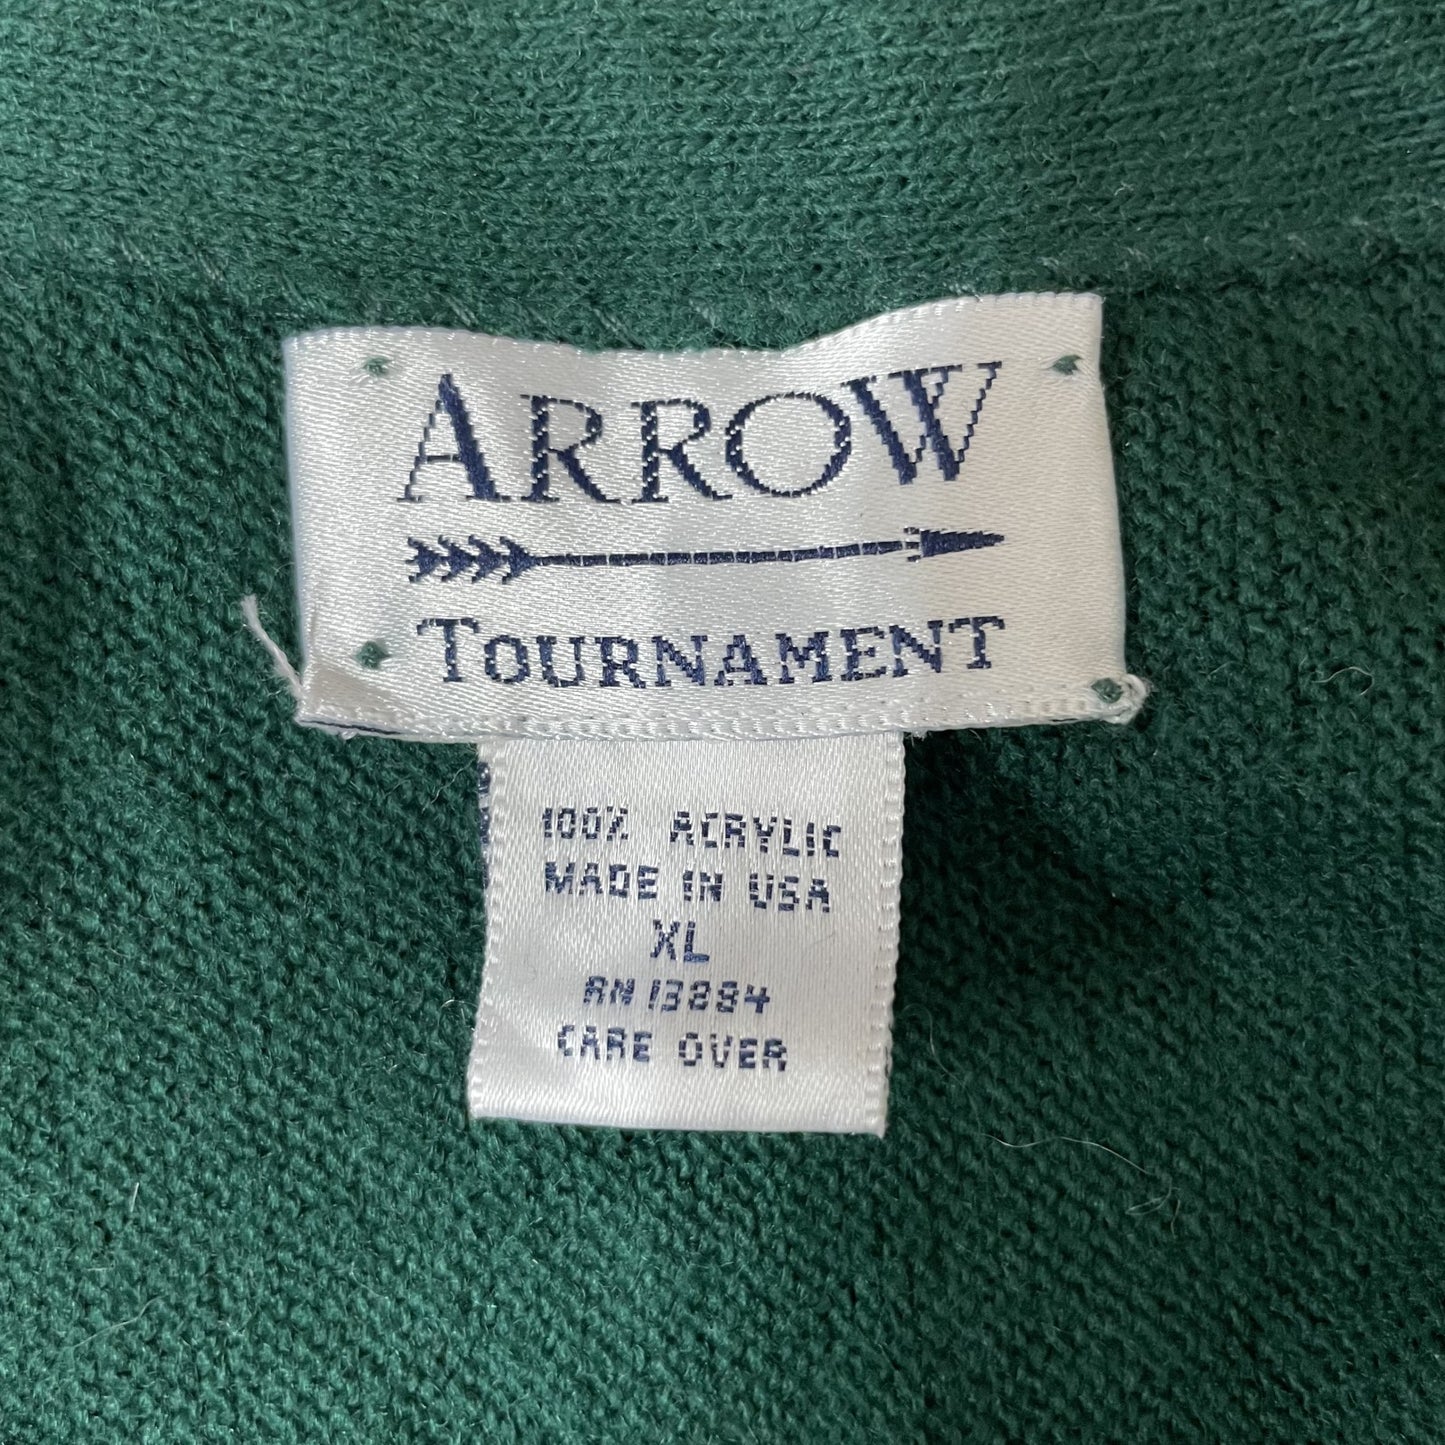 ARROW
TOURNAMENT
100% ACRYLIC
MADE IN USA
XL
RN 13884
CARE OVER